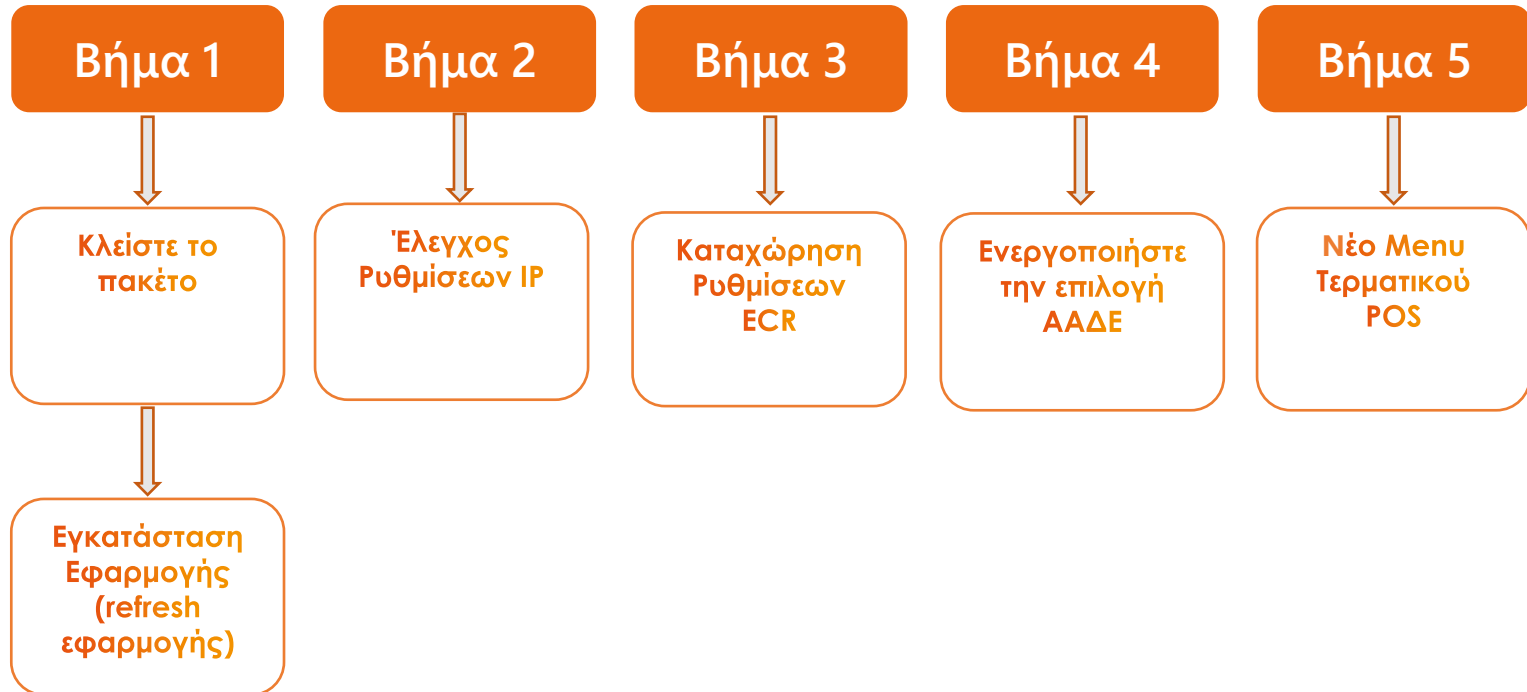 Βήμα 1
Βήμα 2
Βήμα 3
Βήμα 4
Βήμα 5
Κλείστε το
πακέτο
Έλεγχος
Ρυθμίσεων IP
Καταχώρηση
Ρυθμίσεων
ECR
Ενεργοποιήστε
την επιλογή
ΑΑΔΕ
Νέο Menu
Τερματικού
POS
Εγκατάσταση
Εφαρμογής
(refresh
εφαρμογής)